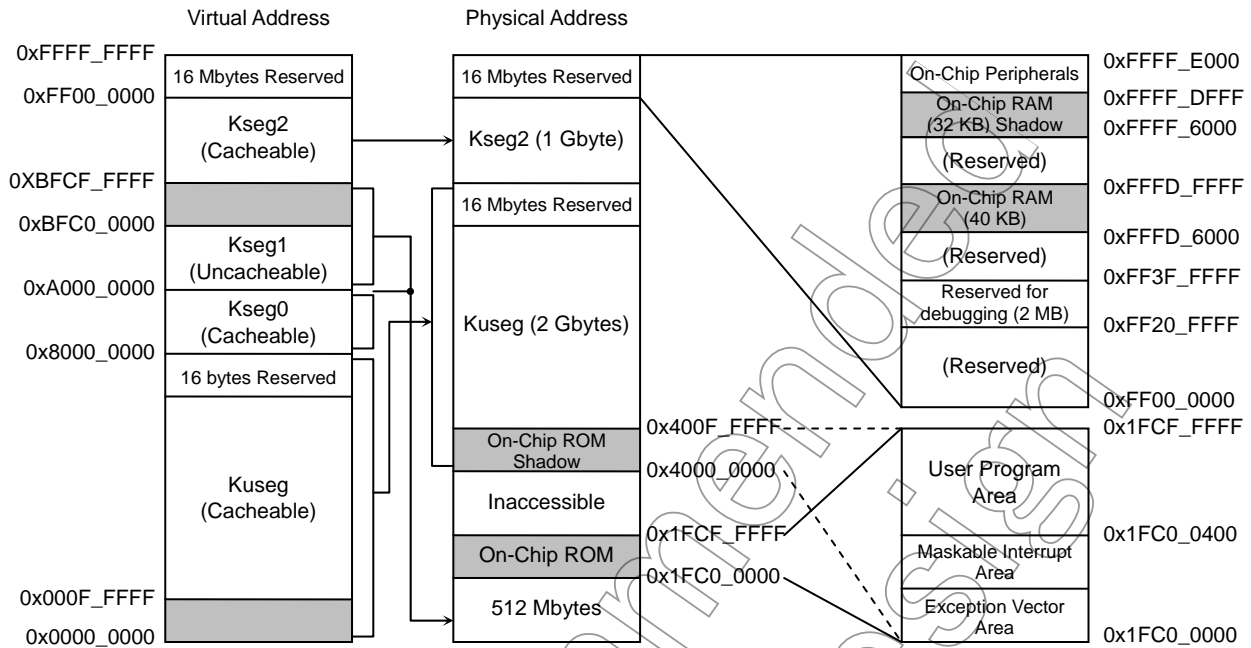 Virtual Address
Physical Address
0xFFFF_FFFF
0xFF00_0000
0XBFCF_FFFF
0xBFC0_0000
0xA000_0000
0x8000_0000
0x000F_FFFF
0x0000_0000
16 Mbytes Reserved
Kseg2
(Cacheable)
Kseg1
(Uncacheable)
Kseg0
(Cacheable)
16 bytes Reserved
Kuseg
(Cacheable)
16 Mbytes Reserved
Kseg2 (1 Gbyte)
16 Mbytes Reserved
Kuseg (2 Gbytes)
On-Chip ROM
Shadow
Inaccessible
On-Chip ROM
512 Mbytes
0x400F_FFFF
0x4000_0000
0x1FCF_FFFF
0x1FC0_0000
On-Chip Peripherals
On-Chip RAM
(32 KB) Shadow
(Reserved)
On-Chip RAM
(40 KB)
(Reserved)
Reserved for
debugging (2 MB)
(Reserved)
0xFFFF_E000
0xFFFF_DFFF
0xFFFF_6000
0xFFFD_FFFF
0xFFFD_6000
0xFF3F_FFFF
0xFF20_FFFF
0xFF00_0000
User Program
Area
Maskable Interrupt
Area
Exception Vector
Area
0x1FCF_FFFF
0x1FC0_0400
0x1FC0_0000